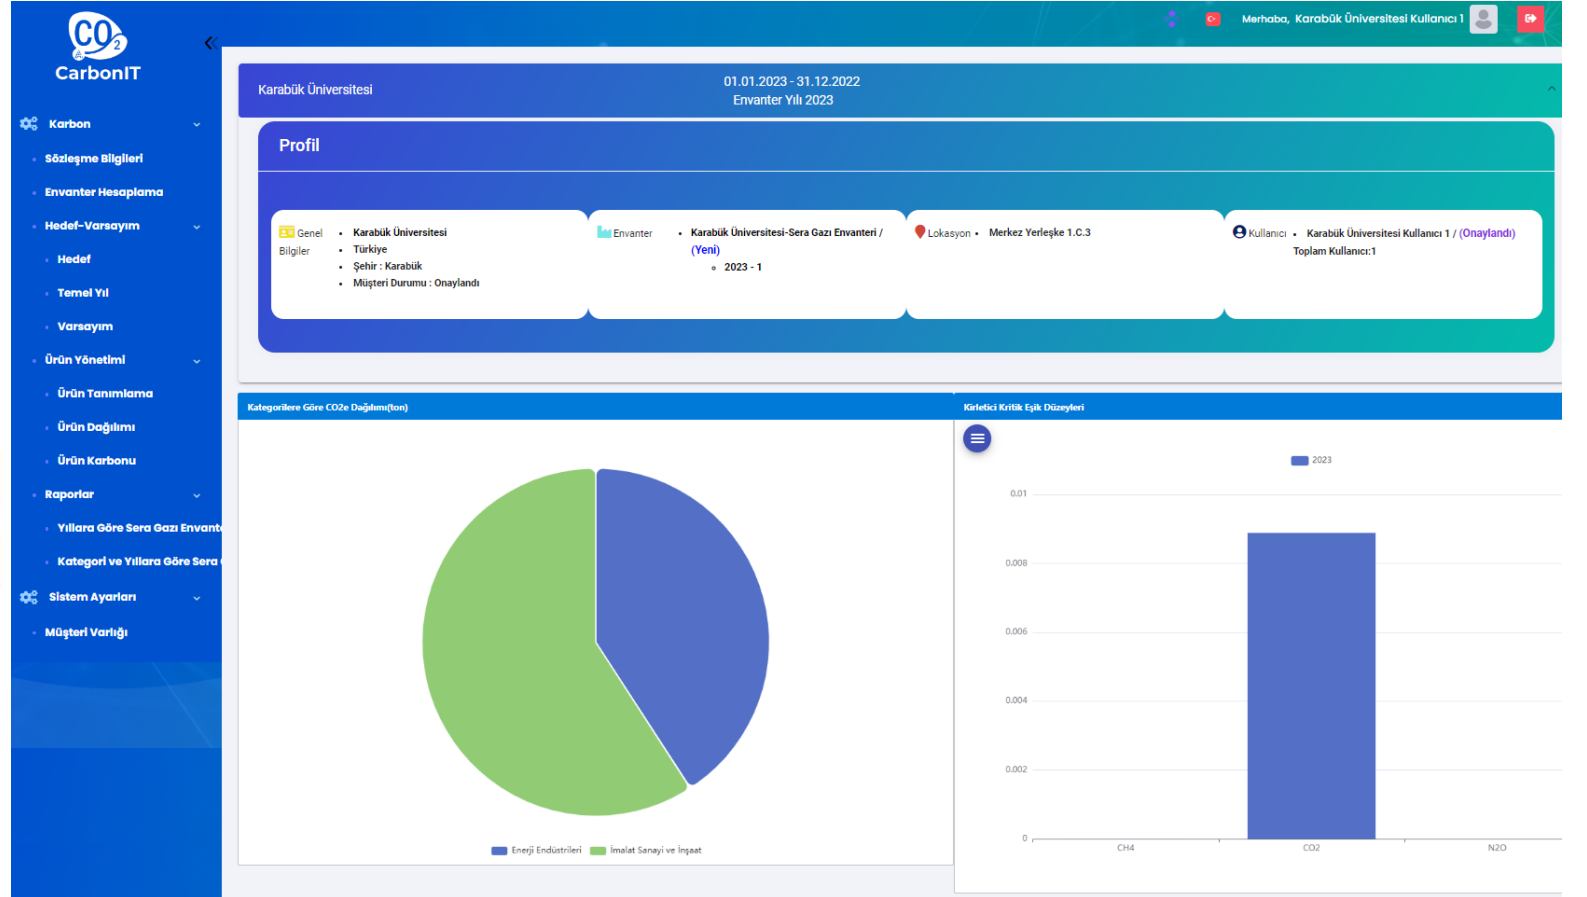 CO2
CarbonIT
Merhaba, Karabük Üniversitesi Kullanıcı 1
Karabük Üniversitesi
01.01.2023 - 31.12.2022
Envanter Yılı 2023
Karbon
Sözleşme Bilgileri
Envanter Hesaplama
Hedef-Varsayım
Hedef
Temel Yıl
Varsayım
Ürün Yönetimi
Ürün Tanımlama
Ürün Dağılımı
Ürün Karbonu
Raporlar
Yıllara Göre Sera Gazı Envant
Kategori ve Yıllara Göre Sera
Sistem Ayarları
Müşteri Varlığı
Profil
Genel Bilgiler
Karabük Üniversitesi
Türkiye
Şehir : Karabük
Müşteri Durumu : Onaylandı
Envanter
Karabük Üniversitesi-Sera Gazı Envanteri /
(Yeni)
2023 - 1
Lokasyon
Merkez Yerleşke 1.C.3
Kullanıcı
Karabük Üniversitesi Kullanıcı 1 / (Onaylandı)
Toplam Kullanıcı:1
Kategorilere Göre CO2e Dağılımı(ton)
Enerji Endüstrileri
İmalat Sanayi ve İnşaat
Kirletici Kritik Eşik Düzeyleri
2023
0.01
0.008
0.006
0.004
0.002
0
CH4
CO2
N2O